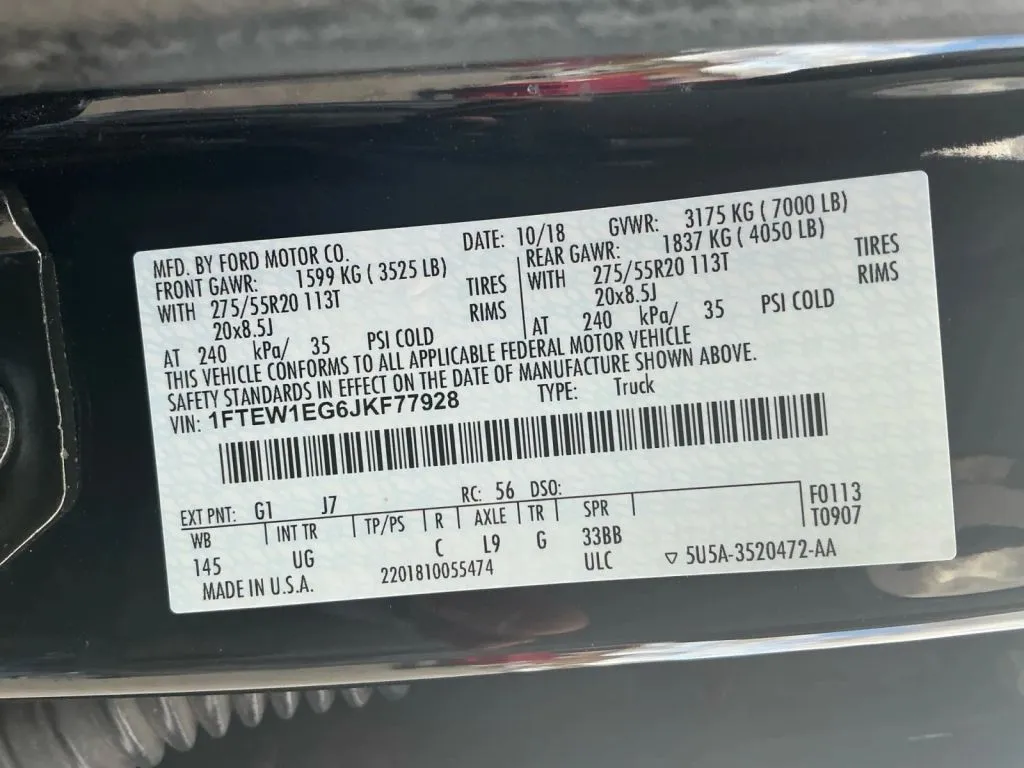 MFD. BY FORD MOTOR CO. DATE: 10/18 GVWR: 3175 KG ( 7000 LB)
FRONT GAWR: 1599 KG ( 3525 LB) REAR GAWR: 1837 KG ( 4050 LB)
WITH 275/55R20 113T TIRES WITH 275/55R20 113T TIRES
20x8.5J RIMS 20x8.5J RIMS
AT 240 kPa/ 35 PSI COLD AT 240 kPa/ 35 PSI COLD
THIS VEHICLE CONFORMS TO ALL APPLICABLE FEDERAL MOTOR VEHICLE
SAFETY STANDARDS IN EFFECT ON THE DATE OF MANUFACTURE SHOWN ABOVE.
VIN: 1FTEW1EG6JKF77928 TYPE: Truck
EXT PNT: G1 J7 RC: 56 DSO: F0113
WB INT TR TP/PS R AXLE TR SPR T0907
145 UG C L9 G 33BB
MADE IN U.S.A. 2201810055474 ULC ▽ 5U5A-3520472-AA